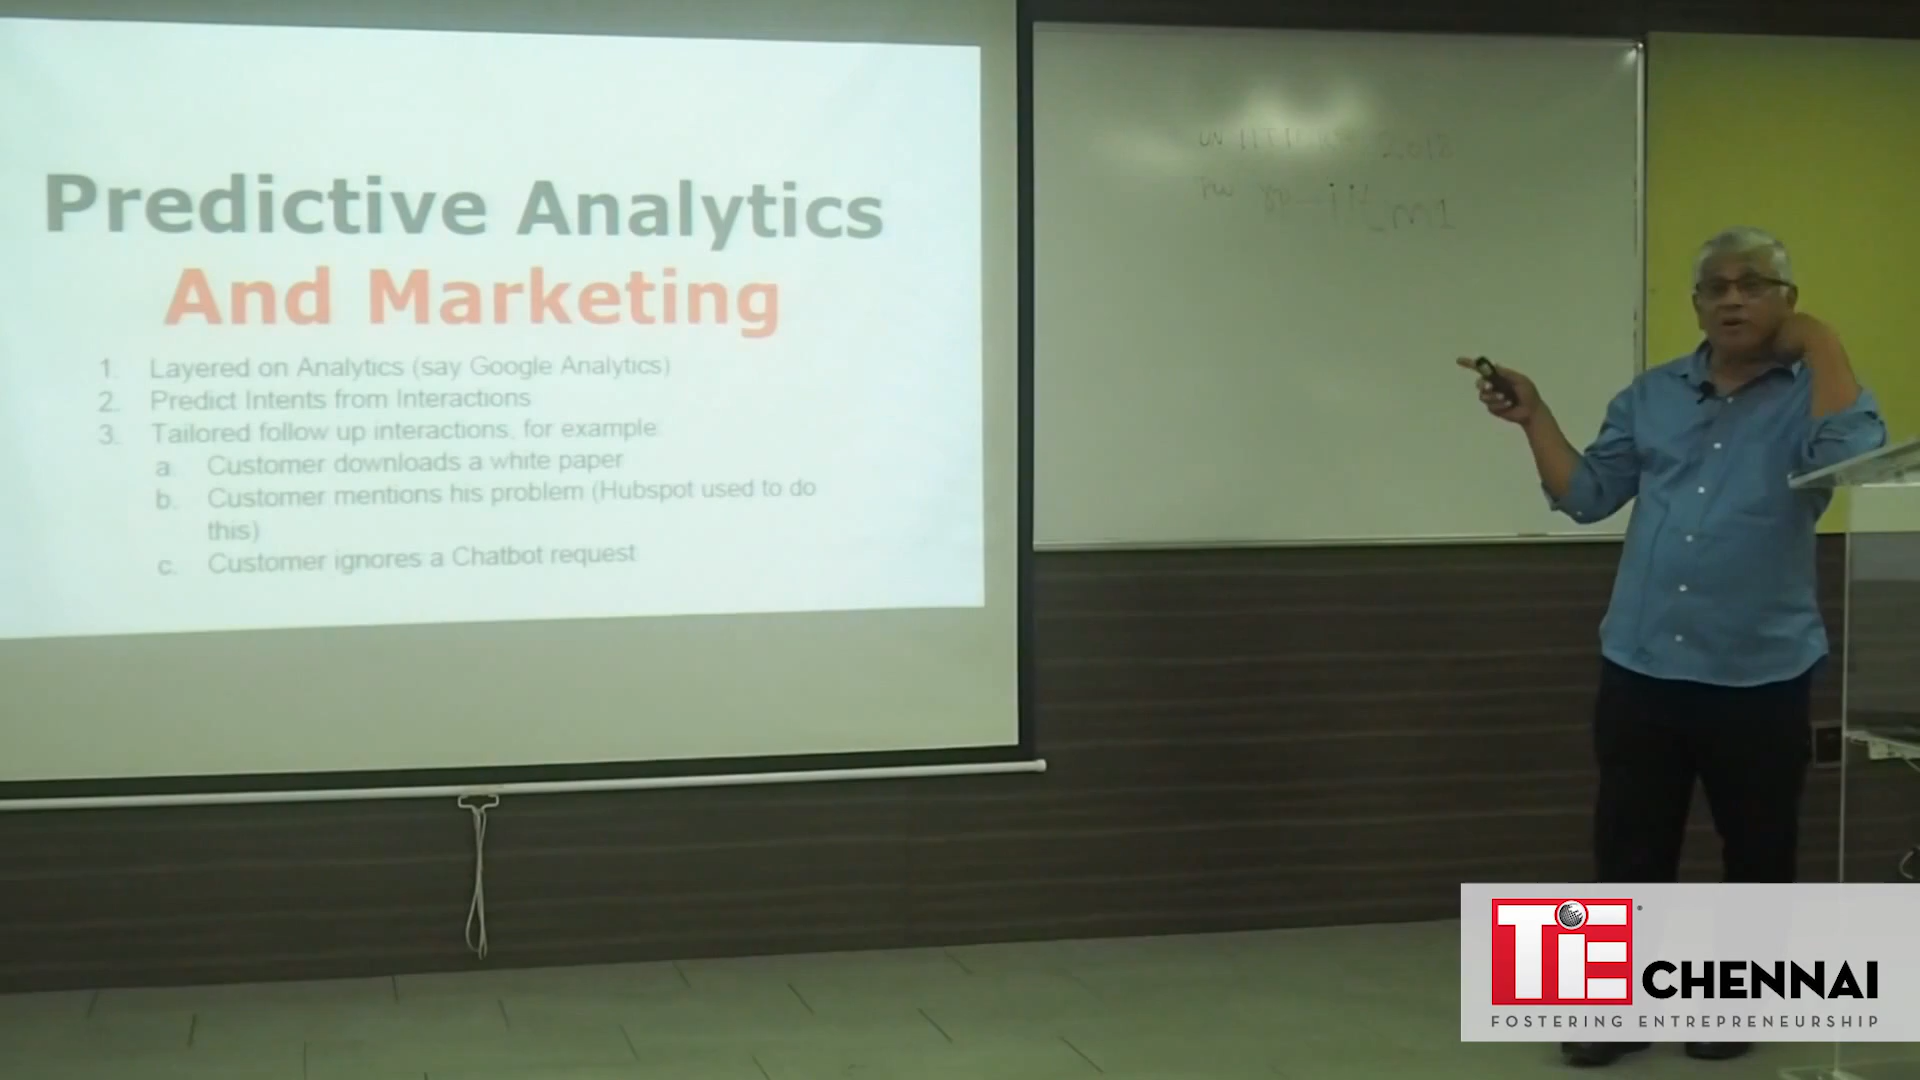 Predictive Analytics
And Marketing
1. Layered on Analytics (say Google Analytics)
2. Predict Intents from Interactions
3. Tailored follow up interactions, for example:
a. Customer downloads a white paper
b. Customer mentions his problem (Hubspot used to do
this)
c. Customer ignores a Chatbot request
2018
TiE CHENNAI
FOSTERING ENTREPRENEURSHIP